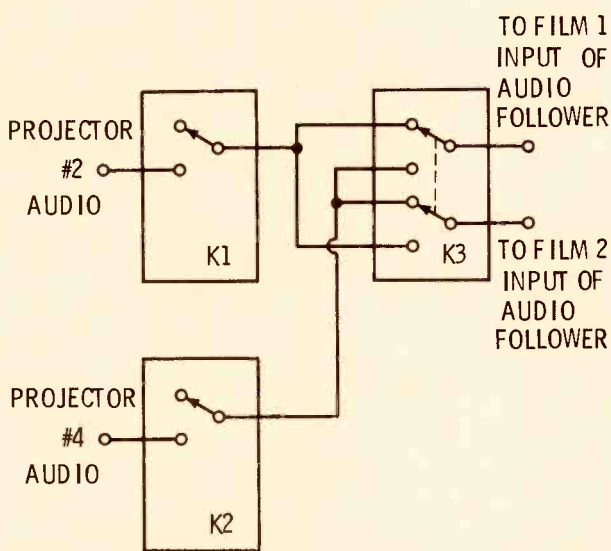 TO FILM 1
INPUT OF
AUDIO
FOLLOWER
PROJECTOR
#2
AUDIO
K1
K3
TO FILM 2
INPUT OF
AUDIO
FOLLOWER
PROJECTOR
#4
AUDIO
K2